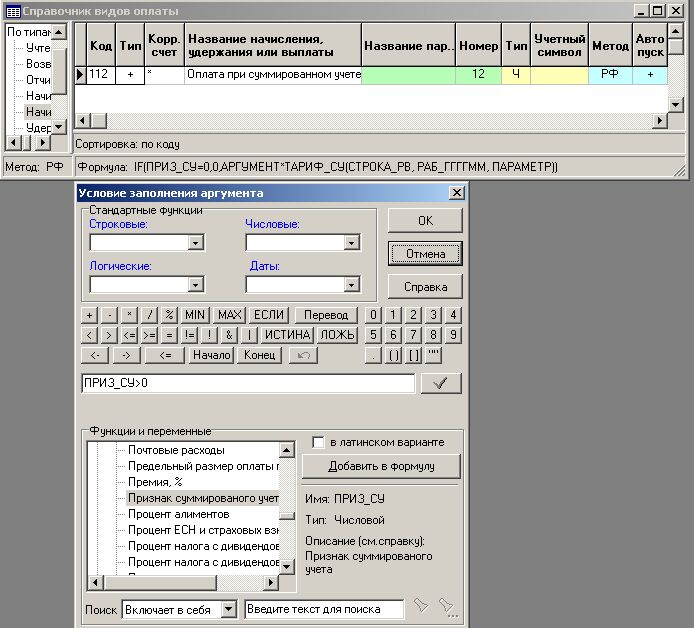 Справочник видов оплаты
По типам
Учте
Возв
Отчи
Начи
Начи
Удер
Код Тип Корр. счет Название начисления, удержания или выплаты Название пар.. Номер Тип Учетный символ Метод Авто пуск
112 + * Оплата при суммированном учете 12 Ч РФ +
Сортировка: по коду
Метод: РФ Формула: IF(ПРИЗ_СУ=0,0,АРГУМЕНТ*ТАРИФ_СУ(СТРОКА_РВ, РАБ_ГГГГММ, ПАРАМЕТР))
Условие заполнения аргумента
Стандартные функции
Строковые: Числовые:
Логические: Даты:
OK
Отмена
Справка
+ - * / % MIN MAX ЕСЛИ Перевод 0 1 2 3 4
< > <= >= = != ! & | ИСТИНА ЛОЖЬ 5 6 7 8 9
<- -> <= Начало Конец . () [] ""
ПРИЗ_СУ>0
Функции и переменные
Почтовые расходы
Предельный размер оплаты п
Премия, %
Признак суммированого учет
Процент алиментов
Процент ЕСН и страховых взн
Процент налога с дивидендов
Процент налога с дивидендов
Процент налога с дивидендов
в латинском варианте
Добавить в формулу
Имя: ПРИЗ_СУ
Тип: Числовой
Описание (см.справку):
Признак суммированого
учета
Поиск Включает в себя Введите текст для поиска